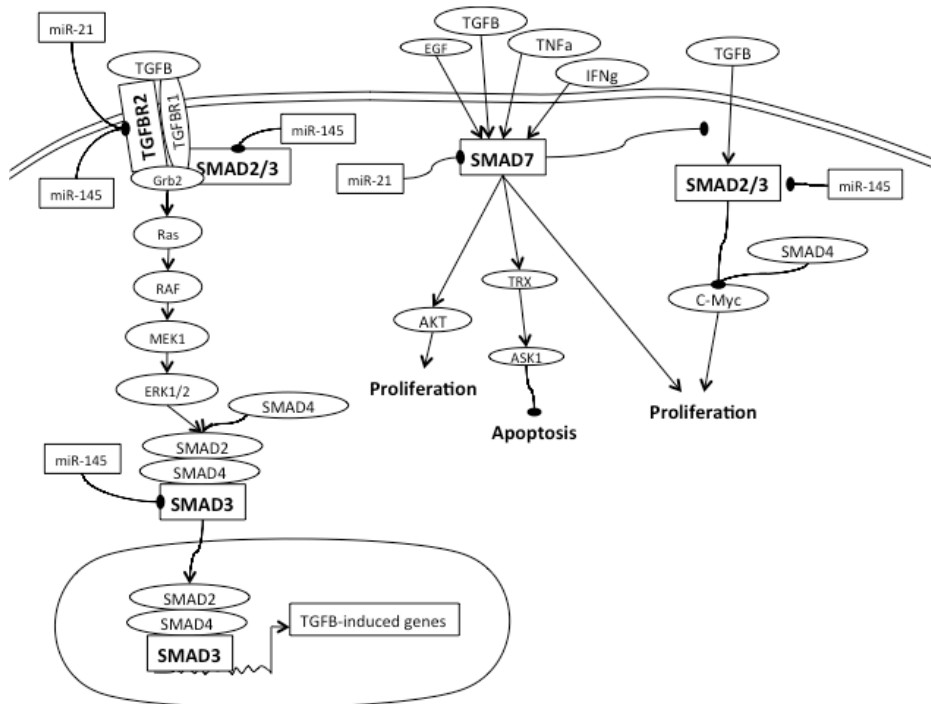 miR-21
TGFB
TGFBR2
TGFBR1
miR-145
SMAD2/3
miR-145
Grb2
Ras
RAF
MEK1
ERK1/2
SMAD4
SMAD2
SMAD4
miR-145
SMAD3
SMAD2
SMAD4
SMAD3
TGFB-induced genes
EGF
TGFB
TNFa
IFNg
SMAD7
miR-21
AKT
TRX
ASK1
Proliferation
Apoptosis
TGFB
SMAD2/3
miR-145
SMAD4
C-Myc
Proliferation